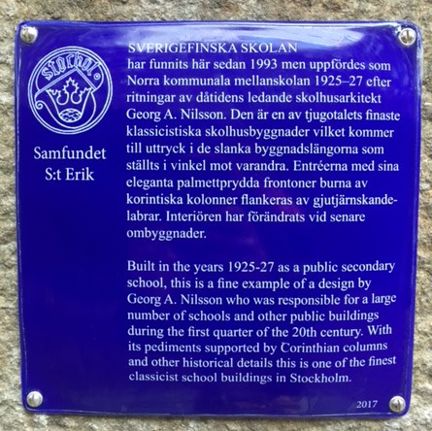 SVERIGEFINSKA SKOLAN
har funnits här sedan 1993 men uppfördes som
Norra kommunala mellanskolan 1925–27 efter
ritningar av dåtidens ledande skolhusarkitekt
Georg A. Nilsson. Den är en av tjugotalets finaste
klassicistiska skolhusbyggnader vilket kommer
till uttryck i de slanka byggnadslängorna som
ställts i vinkel mot varandra. Entréerna med sina
eleganta palmettprydda frontoner burna av
korintiska kolonner flankeras av gjutjärnskande-
labrar. Interiören har förändrats vid senare
ombyggnader.
Built in the years 1925-27 as a public secondary
school, this is a fine example of a design by
Georg A. Nilsson who was responsible for a large
number of schools and other public buildings
during the first quarter of the 20th century. With
its pediments supported by Corinthian columns
and other historical details this is one of the finest
classicist school buildings in Stockholm.
2017
Stockhol
Samfundet
S:t Erik